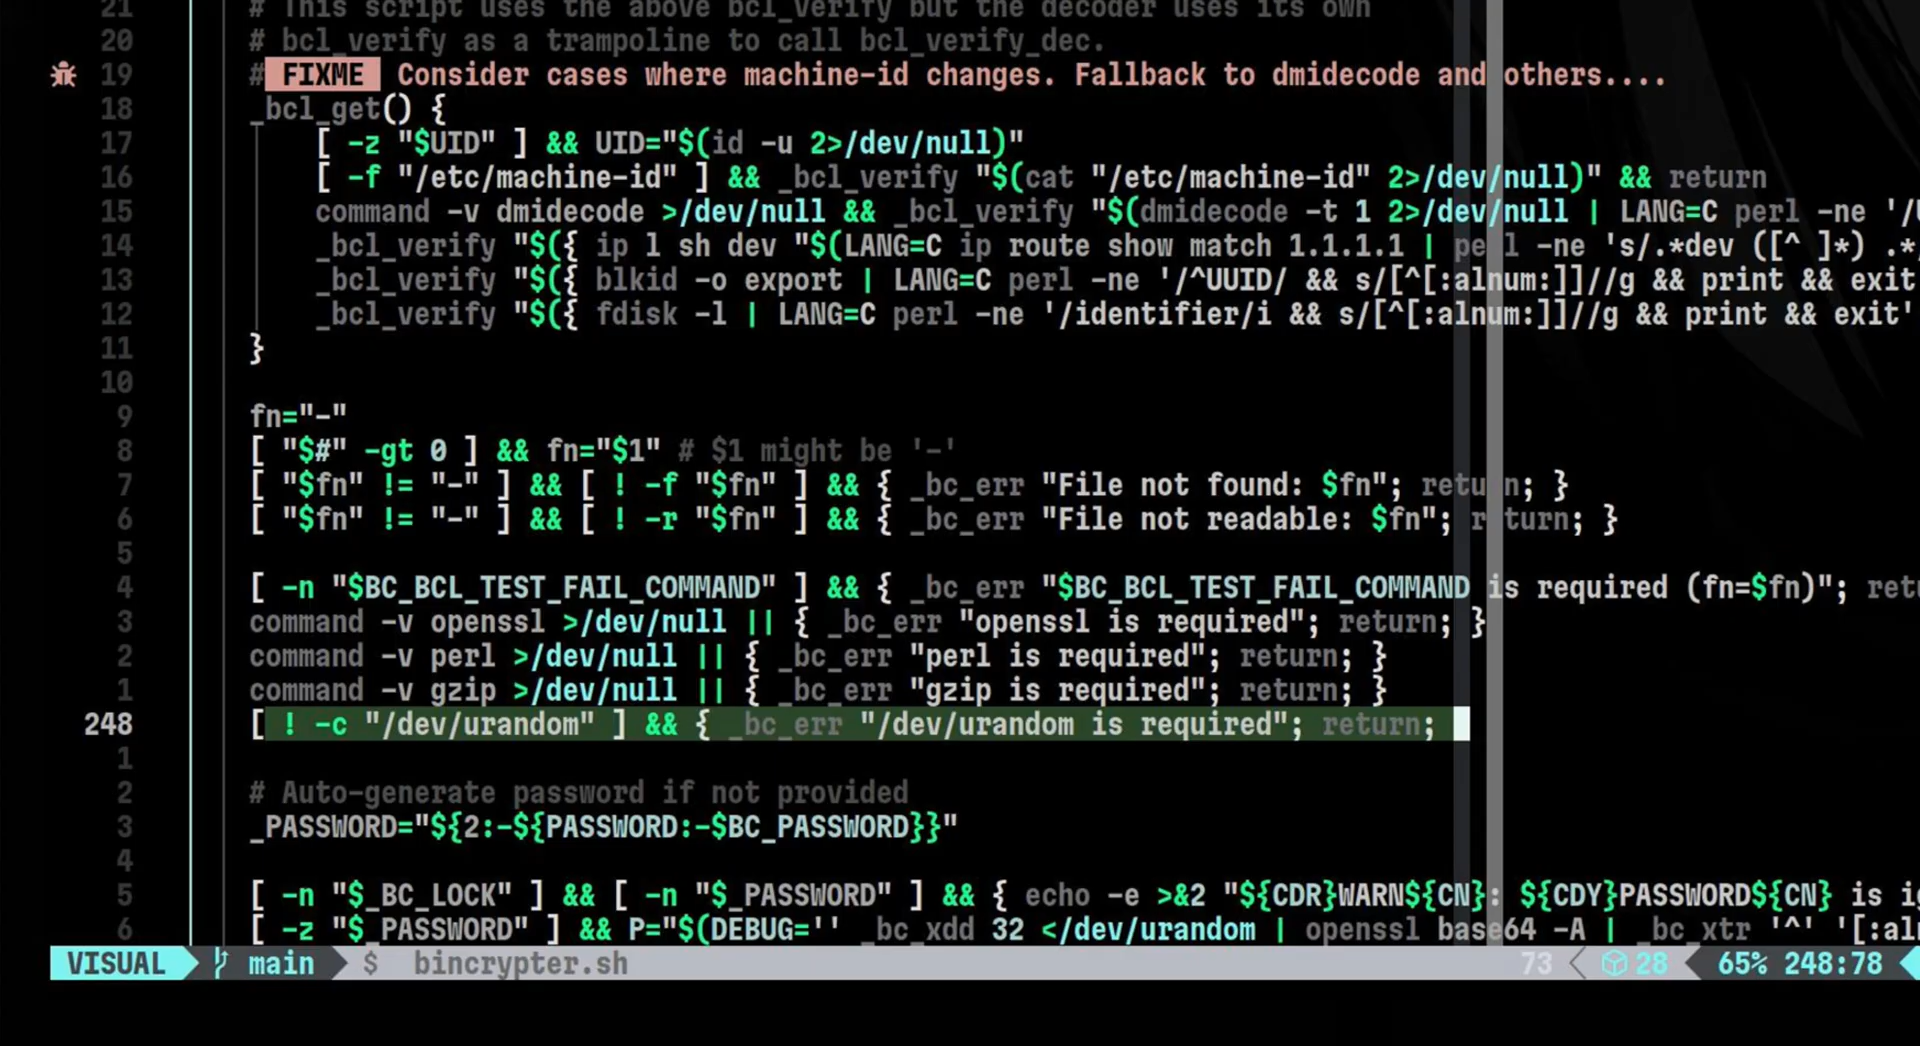 21 # This script uses the above bcl_verify but the decoder uses its own
20 # bcl_verify as a trampoline to call bcl_verify_dec.
19 # FIXME Consider cases where machine-id changes. Fallback to dmidecode and others....
18 _bcl_get() {
17 [ -z "$UID" ] && UID="$(id -u 2>/dev/null)"
16 [ -f "/etc/machine-id" ] && _bcl_verify "$(cat "/etc/machine-id" 2>/dev/null)" && return
15 command -v dmidecode >/dev/null && _bcl_verify "$(dmidecode -t 1 2>/dev/null | LANG=C perl -ne '/
14 _bcl_verify "$({ ip l sh dev "$(LANG=C ip route show match 1.1.1.1 | perl -ne 's/.*dev ([^ ]*) .*
13 _bcl_verify "$({ blkid -o export | LANG=C perl -ne '/^UUID/ && s/[^[:alnum:]]//g && print && exit
12 _bcl_verify "$({ fdisk -l | LANG=C perl -ne '/identifier/i && s/[^[:alnum:]]//g && print && exit'
11 }
10
9 fn="-"
8 [ "$#" -gt 0 ] && fn="$1" # $1 might be '-'
7 [ "$fn" != "-" ] && [ ! -f "$fn" ] && { _bc_err "File not found: $fn"; return; }
6 [ "$fn" != "-" ] && [ ! -r "$fn" ] && { _bc_err "File not readable: $fn"; return; }
5
4 [ -n "$BC_BCL_TEST_FAIL_COMMAND" ] && { _bc_err "$BC_BCL_TEST_FAIL_COMMAND is required (fn=$fn)"; ret
3 command -v openssl >/dev/null || { _bc_err "openssl is required"; return; }
2 command -v perl >/dev/null || { _bc_err "perl is required"; return; }
1 command -v gzip >/dev/null || { _bc_err "gzip is required"; return; }
248 [ ! -c "/dev/urandom" ] && { _bc_err "/dev/urandom is required"; return;
1
2 # Auto-generate password if not provided
3 _PASSWORD="${2:-${PASSWORD:-$BC_PASSWORD}}"
4
5 [ -n "$_BC_LOCK" ] && [ -n "$_PASSWORD" ] && { echo -e >&2 "${CDR}WARN${CN}: ${CDY}PASSWORD${CN} is i
6 [ -z "$_PASSWORD" ] && P="$(DEBUG='' _bc_xdd 32 </dev/urandom | openssl base64 -A | _bc_xtr '^' '[:al
VISUAL main $ bincrypter.sh 73 28 65% 248:78